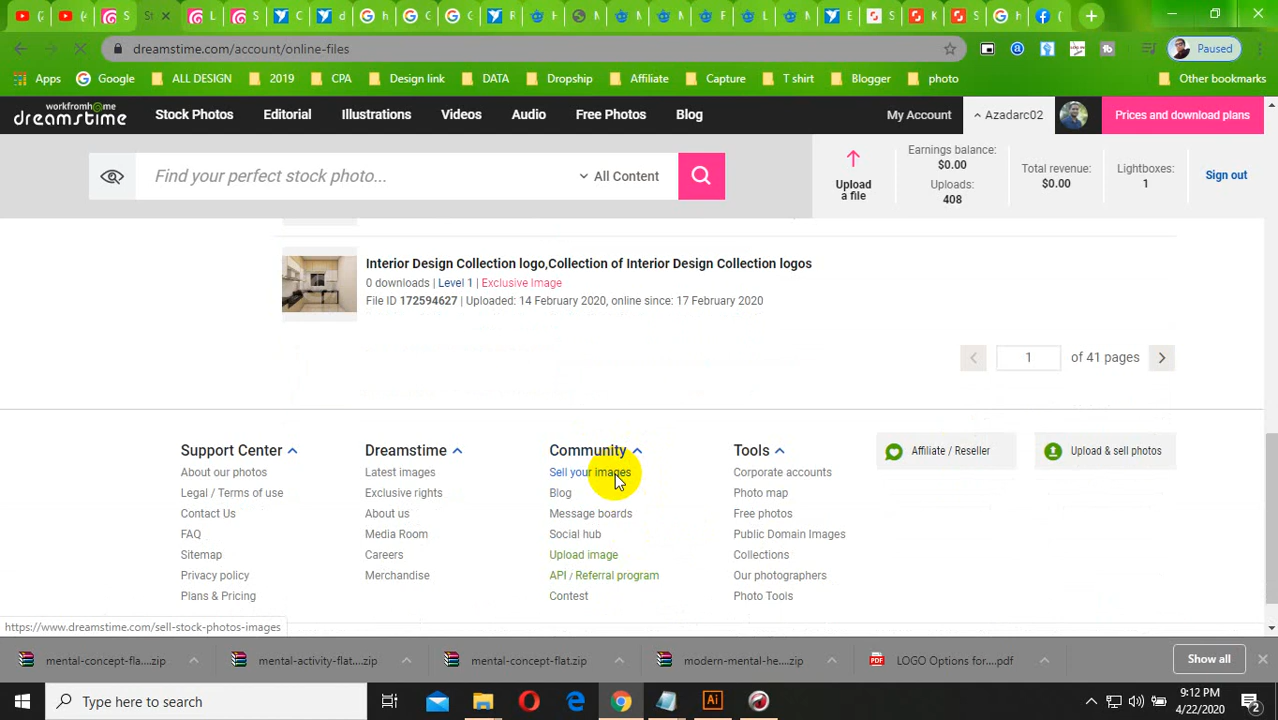 dreamstime.com/account/online-files
Paused
Apps
Google
ALL DESIGN
2019
CPA
Design link
DATA
Dropship
Affiliate
Capture
T shirt
Blogger
photo
Other bookmarks
workfromh@me
dreamstime
Stock Photos
Editorial
Illustrations
Videos
Audio
Free Photos
Blog
My Account
Azadarc02
Prices and download plans
Find your perfect stock photo...
All Content
Upload
a file
Earnings balance:
$0.00
Uploads:
408
Total revenue:
$0.00
Lightboxes:
1
Sign out
Interior Design Collection logo,Collection of Interior Design Collection logos
0 downloads | Level 1 | Exclusive Image
File ID 172594627 | Uploaded: 14 February 2020, online since: 17 February 2020
1 of 41 pages
Support Center
About our photos
Legal / Terms of use
Contact Us
FAQ
Sitemap
Privacy policy
Plans & Pricing
Dreamstime
Latest images
Exclusive rights
About us
Media Room
Careers
Merchandise
Community
Sell your images
Blog
Message boards
Social hub
Upload image
API / Referral program
Contest
Tools
Corporate accounts
Photo map
Free photos
Public Domain Images
Collections
Our photographers
Photo Tools
Affiliate / Reseller
Upload & sell photos
https://www.dreamstime.com/sell-stock-photos-images
mental-concept-fla....zip
mental-activity-flat....zip
mental-concept-flat.zip
modern-mental-he....zip
LOGO Options for....pdf
Show all
Type here to search
9:12 PM
4/22/2020